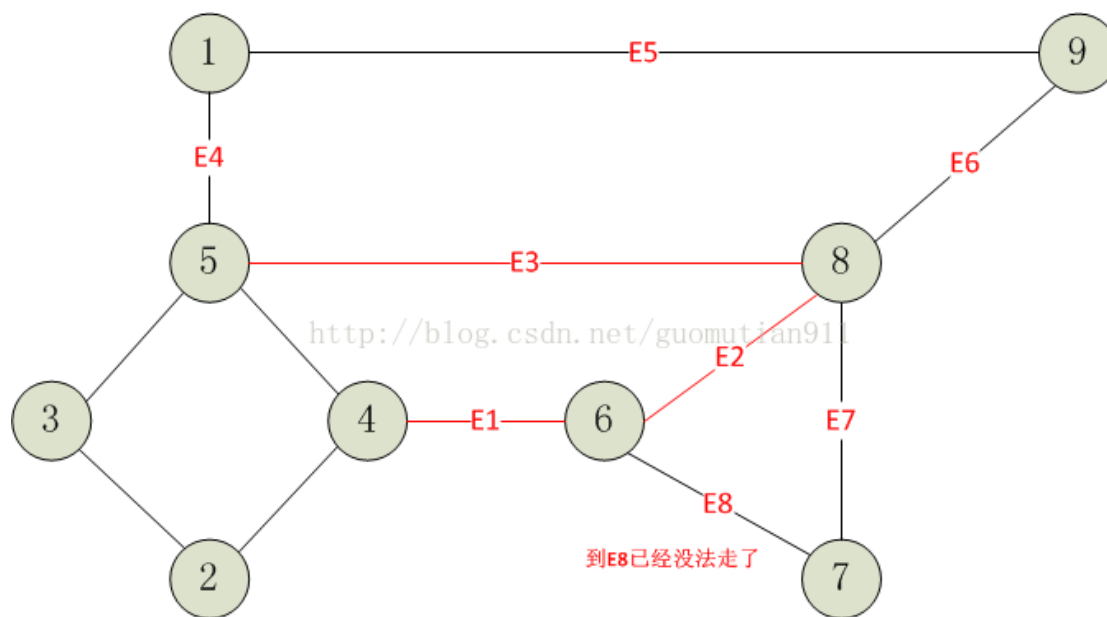 1
E5
9
E4
E6
5
E3
8
http://blog.csdn.net/guomutian911
E2
3
4
E1
6
E7
E8
到E8已经没法走了
2
7